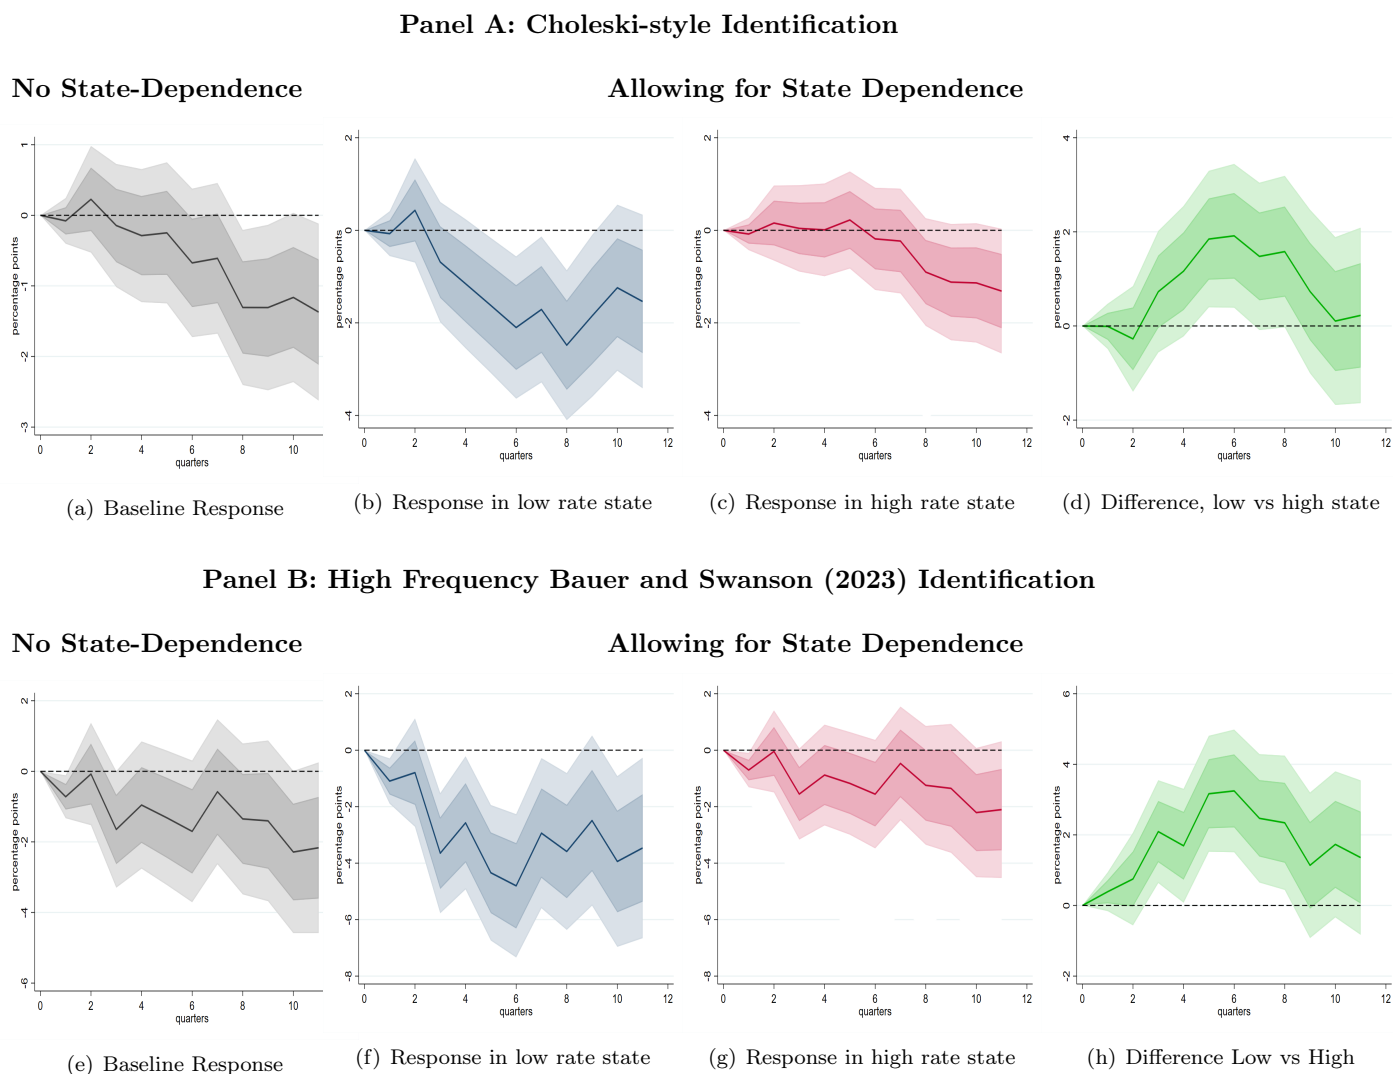 Panel A: Choleski-style Identification
No State-Dependence
Allowing for State Dependence
percentage points
1
0
-1
-2
-3
0 2 4 6 8 10
quarters
percentage points
2
0
-2
-4
0 2 4 6 8 10 12
quarters
percentage points
2
0
-2
-4
0 2 4 6 8 10 12
quarters
percentage points
4
2
0
-2
0 2 4 6 8 10 12
quarters
(a) Baseline Response
(b) Response in low rate state
(c) Response in high rate state
(d) Difference, low vs high state
Panel B: High Frequency Bauer and Swanson (2023) Identification
No State-Dependence
Allowing for State Dependence
percentage points
2
0
-2
-4
-6
0 2 4 6 8 10
quarters
percentage points
2
0
-2
-4
-6
-8
0 2 4 6 8 10 12
quarters
percentage points
2
0
-2
-4
-6
-8
0 2 4 6 8 10 12
quarters
percentage points
6
4
2
0
-2
0 2 4 6 8 10 12
quarters
(e) Baseline Response
(f) Response in low rate state
(g) Response in high rate state
(h) Difference Low vs High